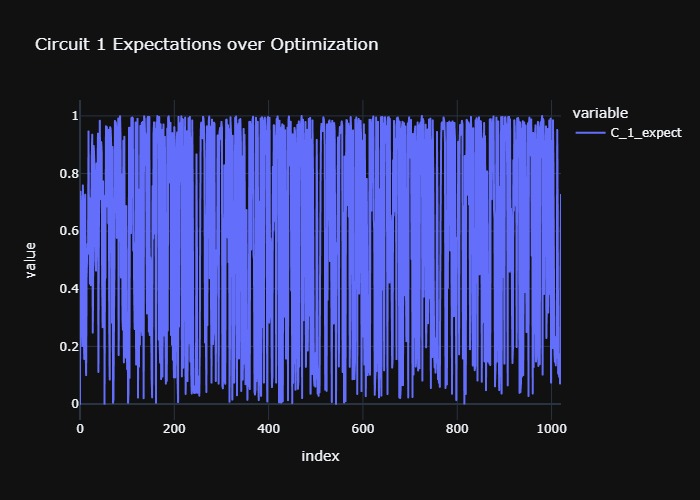 Circuit 1 Expectations over Optimization
variable
C_1_expect
value
1
0.8
0.6
0.4
0.2
0
0 200 400 600 800 1000
index